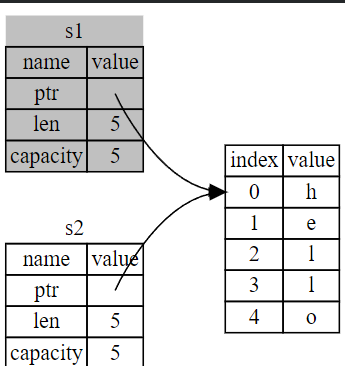 s1
name value
ptr
len 5
capacity 5
s2
name value
ptr
len 5
capacity 5
index value
0 h
1 e
2 l
3 l
4 o